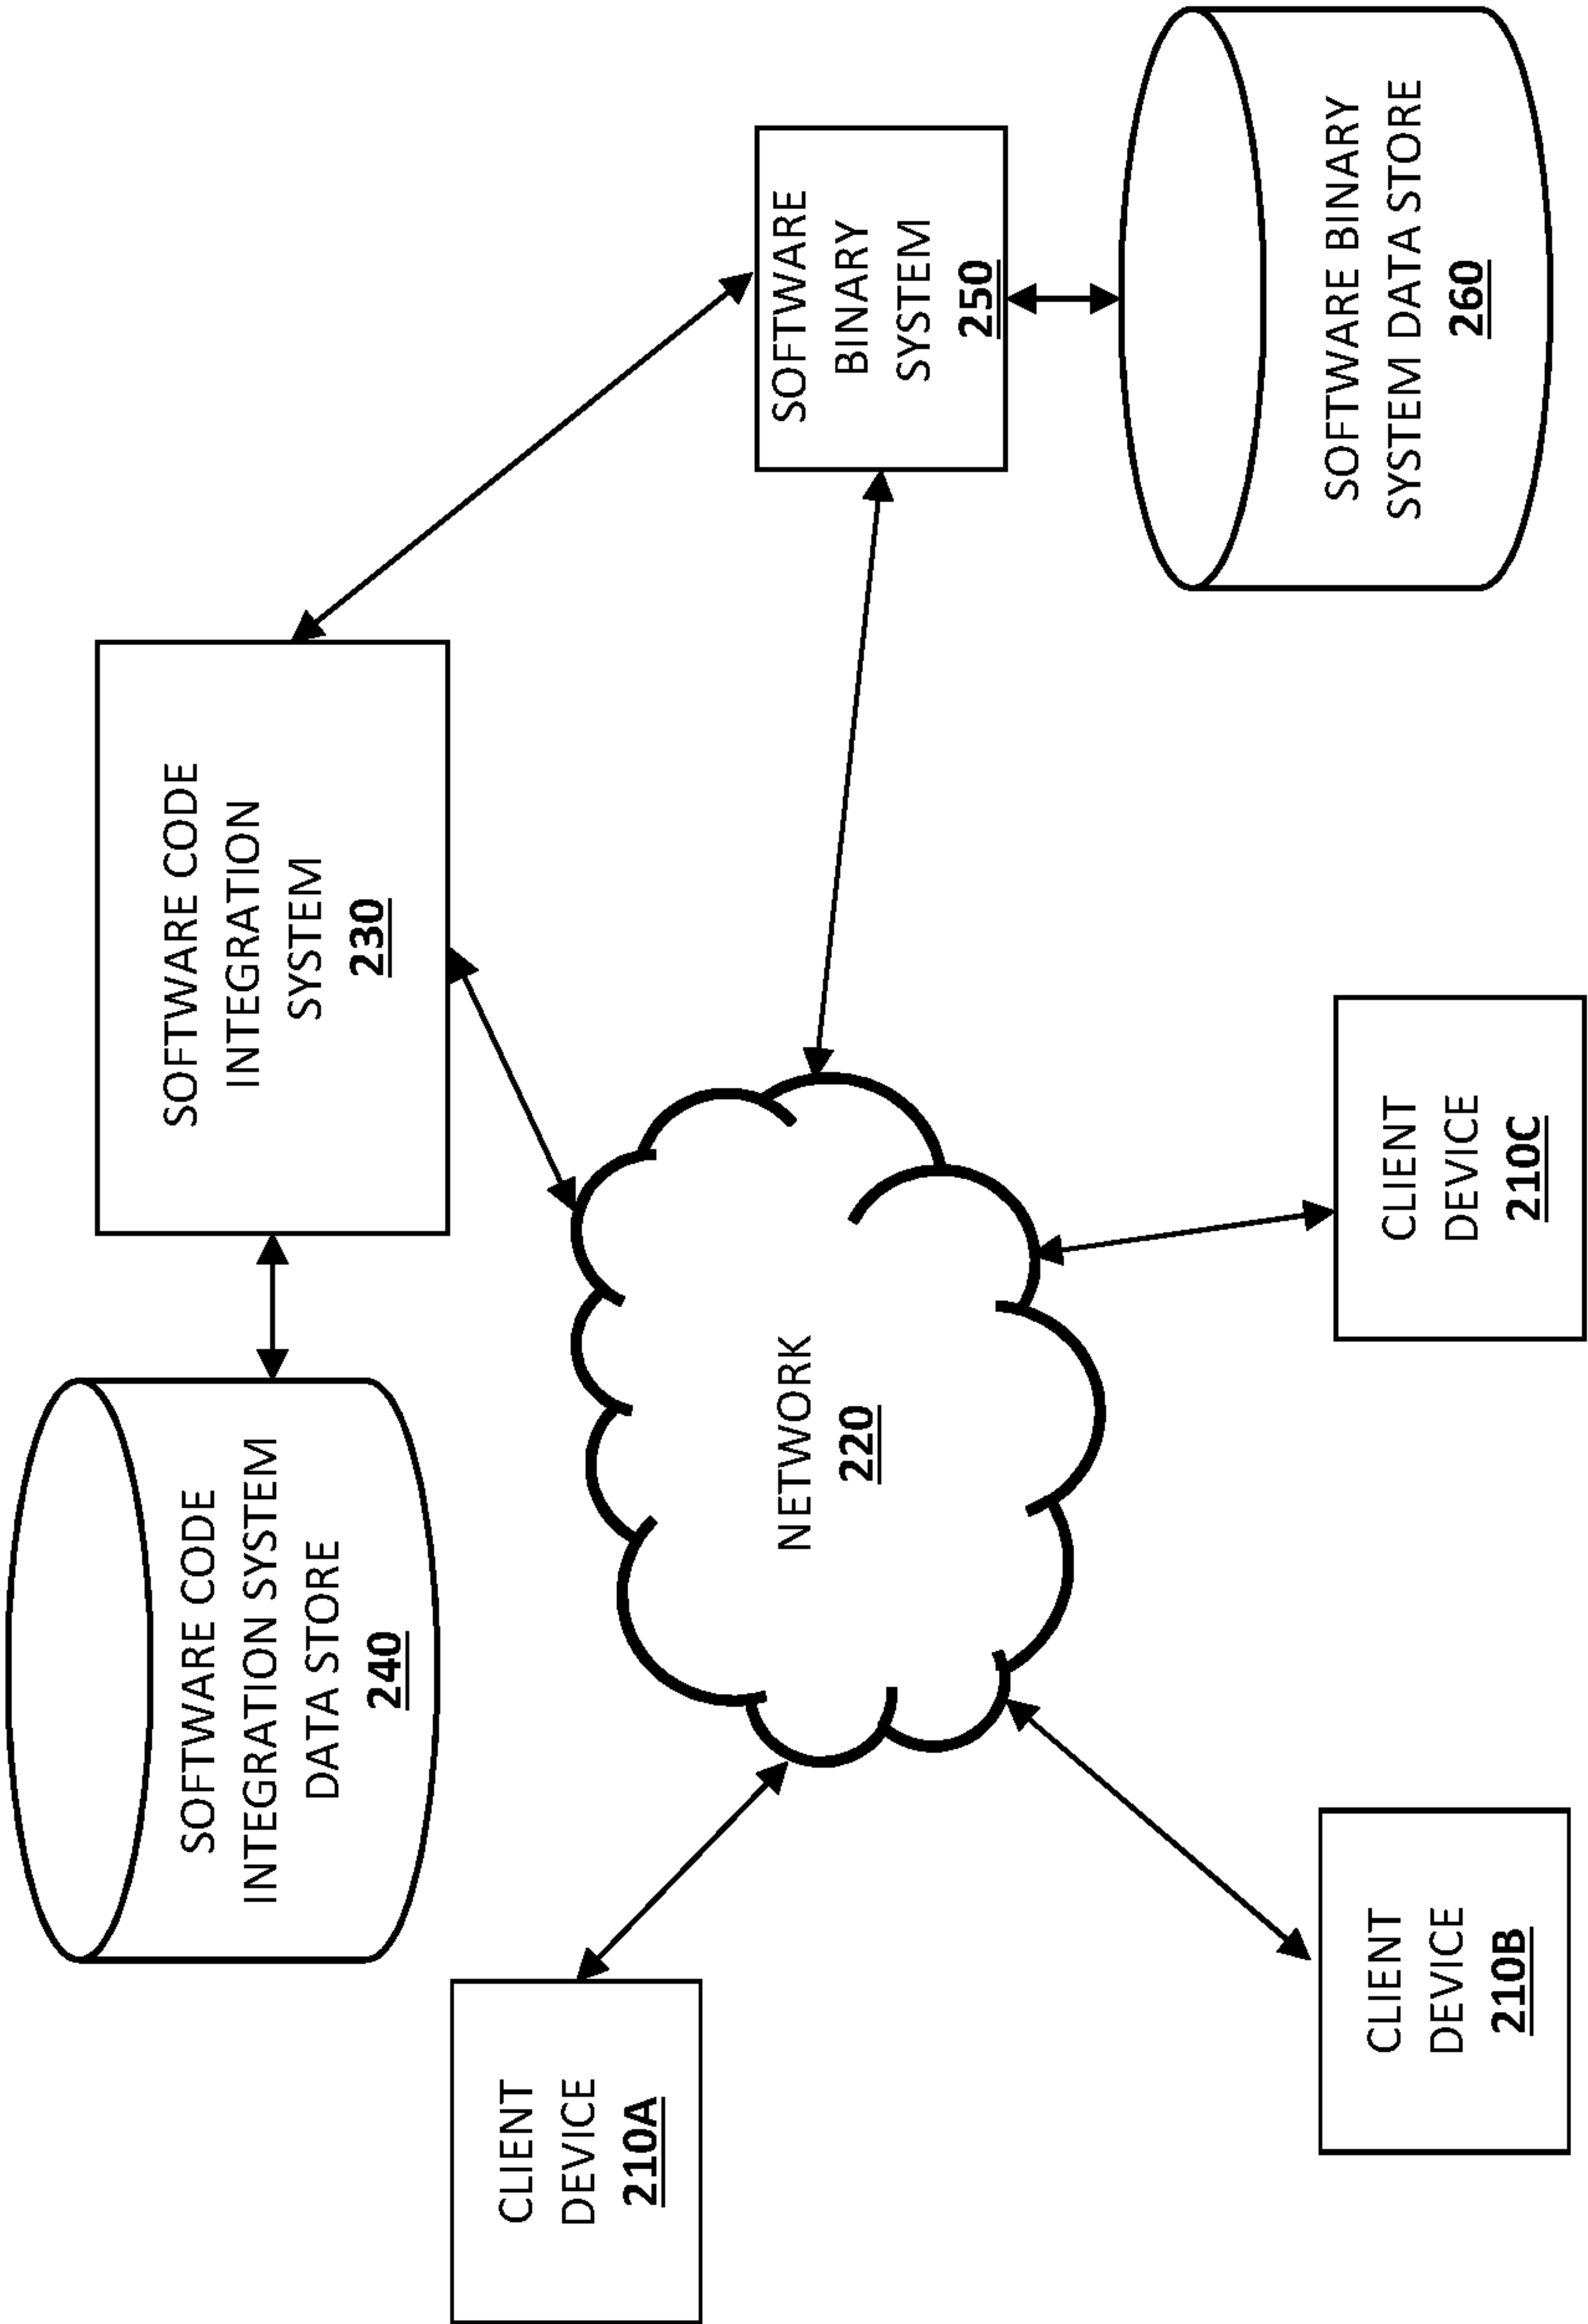 SOFTWARE CODE
INTEGRATION SYSTEM
DATA STORE
240
SOFTWARE CODE
INTEGRATION
SYSTEM
230
CLIENT
DEVICE
210A
NETWORK
220
SOFTWARE
BINARY
SYSTEM
250
CLIENT
DEVICE
210B
CLIENT
DEVICE
210C
SOFTWARE BINARY
SYSTEM DATA STORE
260